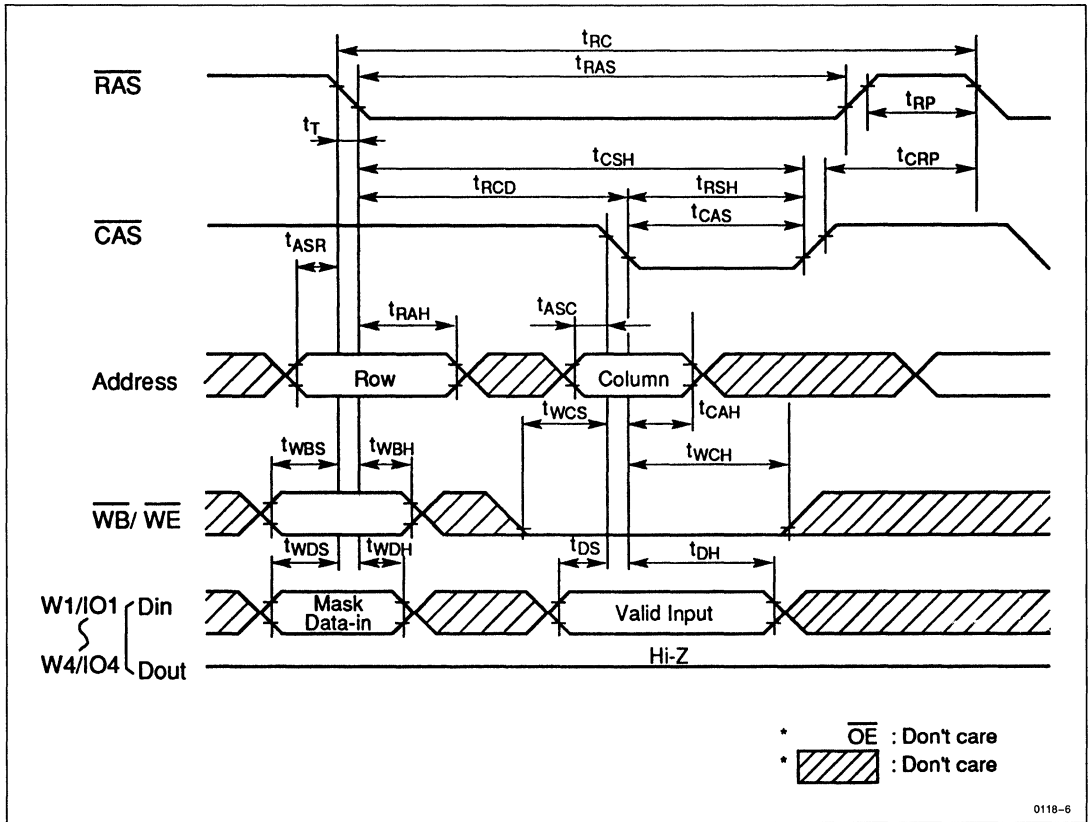 tRC
RAS
tRAS
tRP
tT
tCSH
tCRP
tRCD
tRSH
CAS
tCAS
tASR
tRAH
tASC
Address
Row
Column
tWCS
tCAH
tWBS
tWBH
tWCH
WB/ WE
tWDS
tWDH
tDS
tDH
W1/IO1 Din
Mask
Data-in
Valid Input
W4/IO4 Dout
Hi-Z
* OE : Don't care
* : Don't care
0118-6